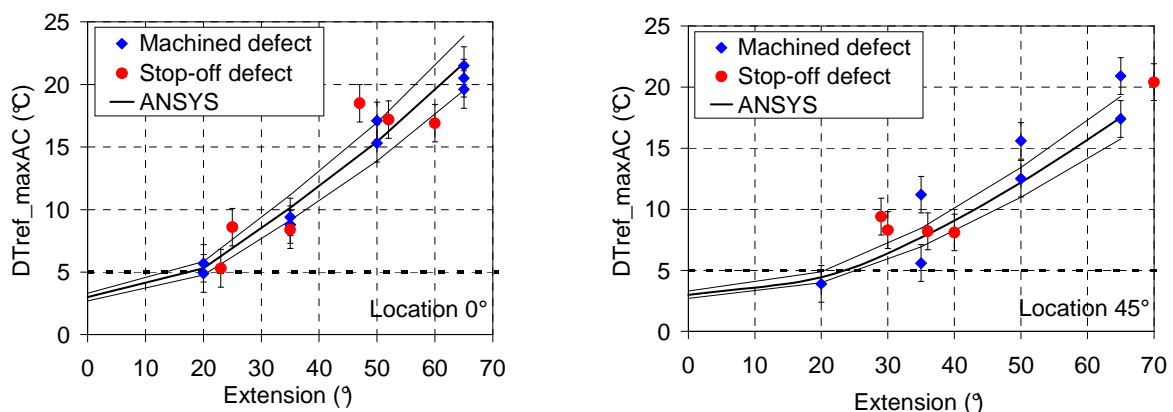 25
20
15
10
5
0
DTref_maxAC (°C)
Machined defect
Stop-off defect
ANSYS
Location 0°
0 10 20 30 40 50 60 70
Extension (°)
25
20
15
10
5
0
DTref_maxAC (°C)
Machined defect
Stop-off defect
ANSYS
Location 45°
0 10 20 30 40 50 60 70
Extension (°)